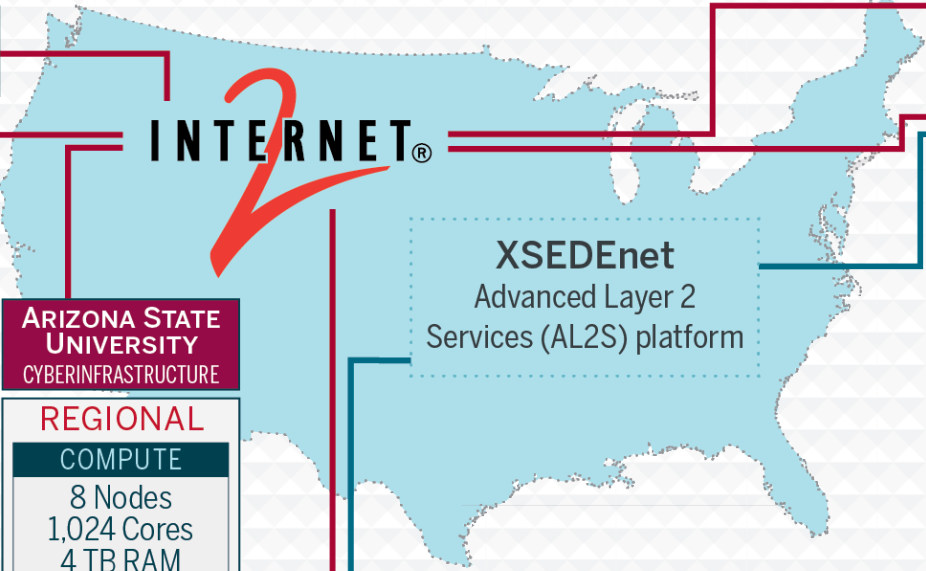 INTERNET®
2
XSEDEnet
Advanced Layer 2
Services (AL2S) platform
ARIZONA STATE
UNIVERSITY
CYBERINFRASTRUCTURE
REGIONAL
COMPUTE
8 Nodes
1,024 Cores
4 TB RAM